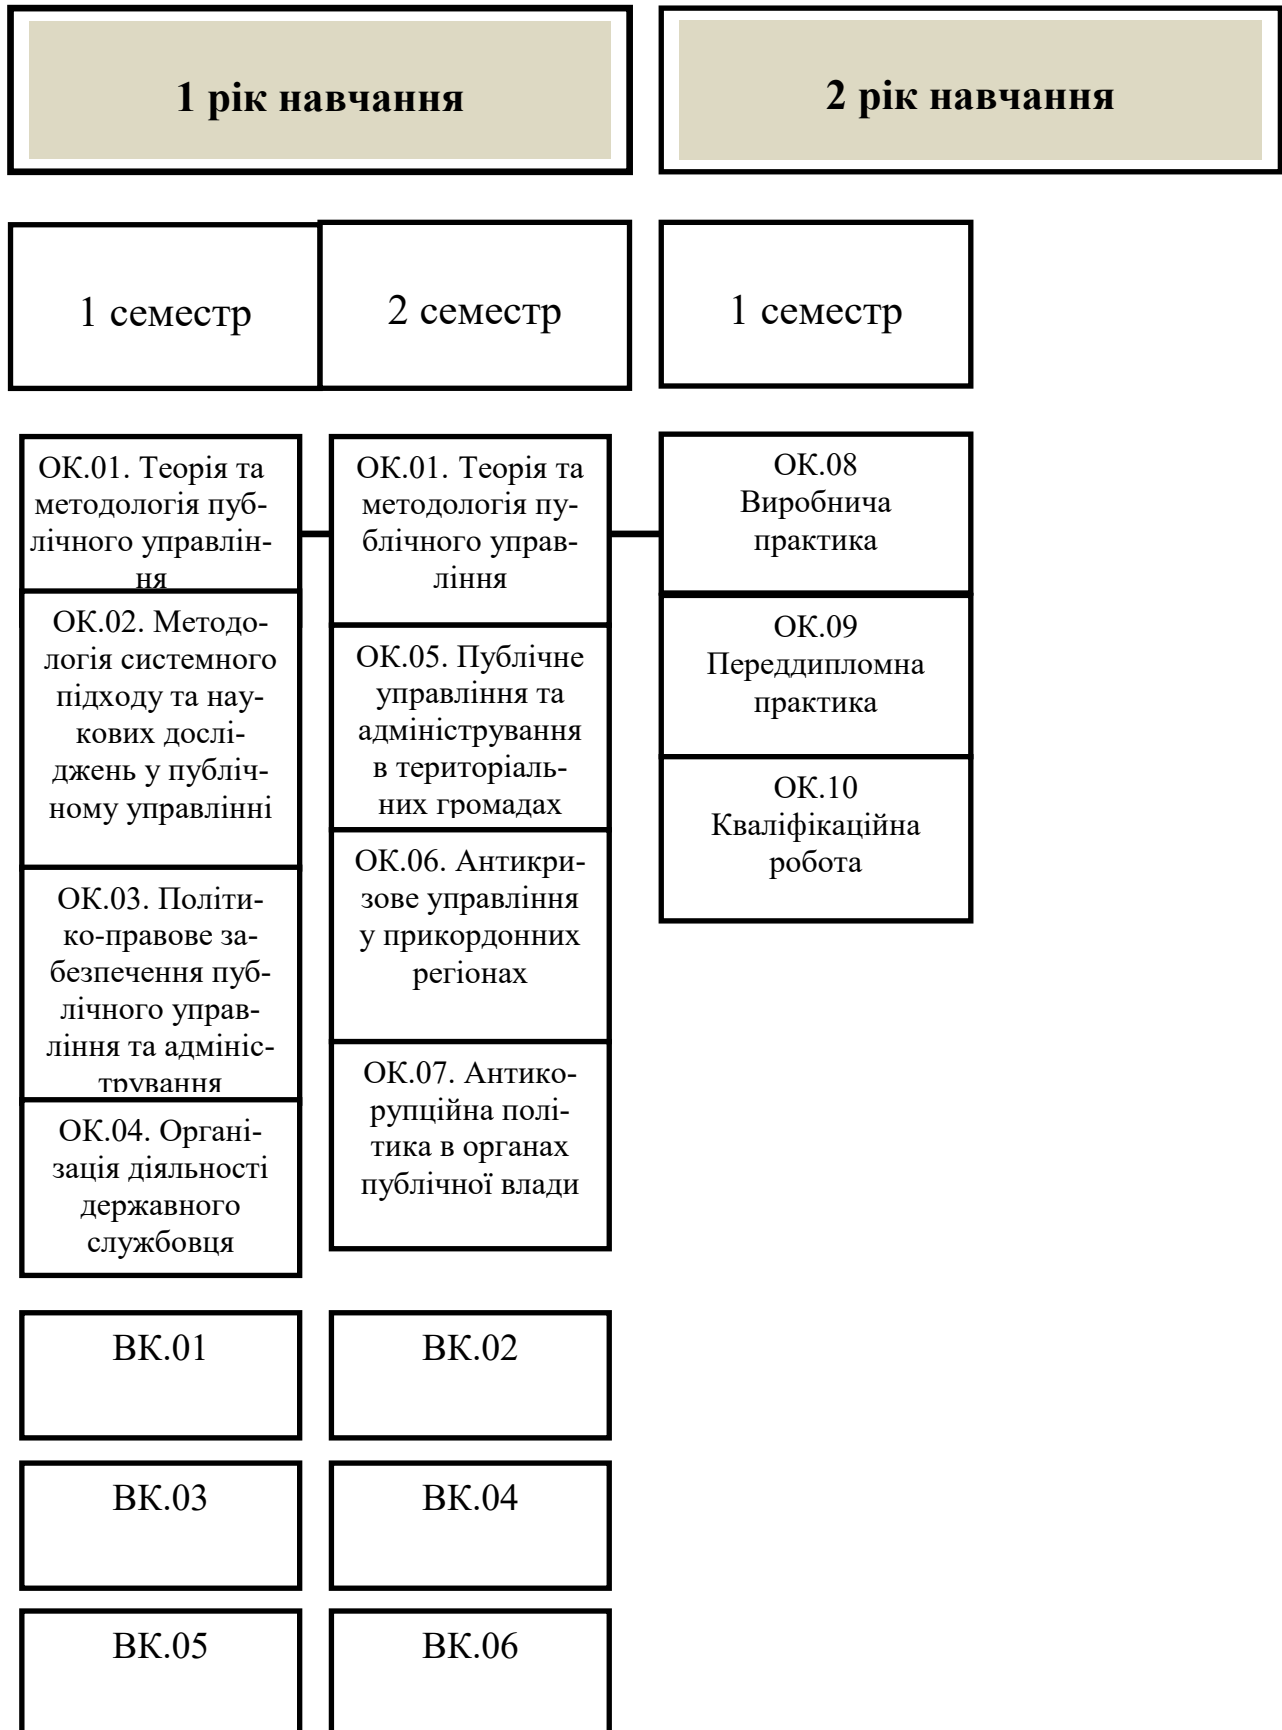 1 рік навчання
2 рік навчання
1 семестр
2 семестр
1 семестр
ОК.01. Теорія та
методологія пуб-
лічного управлін-
ня
ОК.02. Методо-
логія системного
підходу та нау-
кових дослі-
джень у публіч-
ному управлінні
ОК.03. Політи-
ко-правове за-
безпечення пуб-
лічного управ-
ління та адмініс-
трування
ОК.04. Органі-
зація діяльності
державного
службовця
ОК.01. Теорія та
методологія пу-
блічного управ-
ління
ОК.05. Публічне
управління та
адміністрування
в територіаль-
них громадах
ОК.06. Антикри-
зове управління
у прикордонних
регіонах
ОК.07. Антико-
рупційна полі-
тика в органах
публічної влади
ОК.08
Виробнича
практика
ОК.09
Переддипломна
практика
ОК.10
Кваліфікаційна
робота
ВК.01
ВК.02
ВК.03
ВК.04
ВК.05
ВК.06